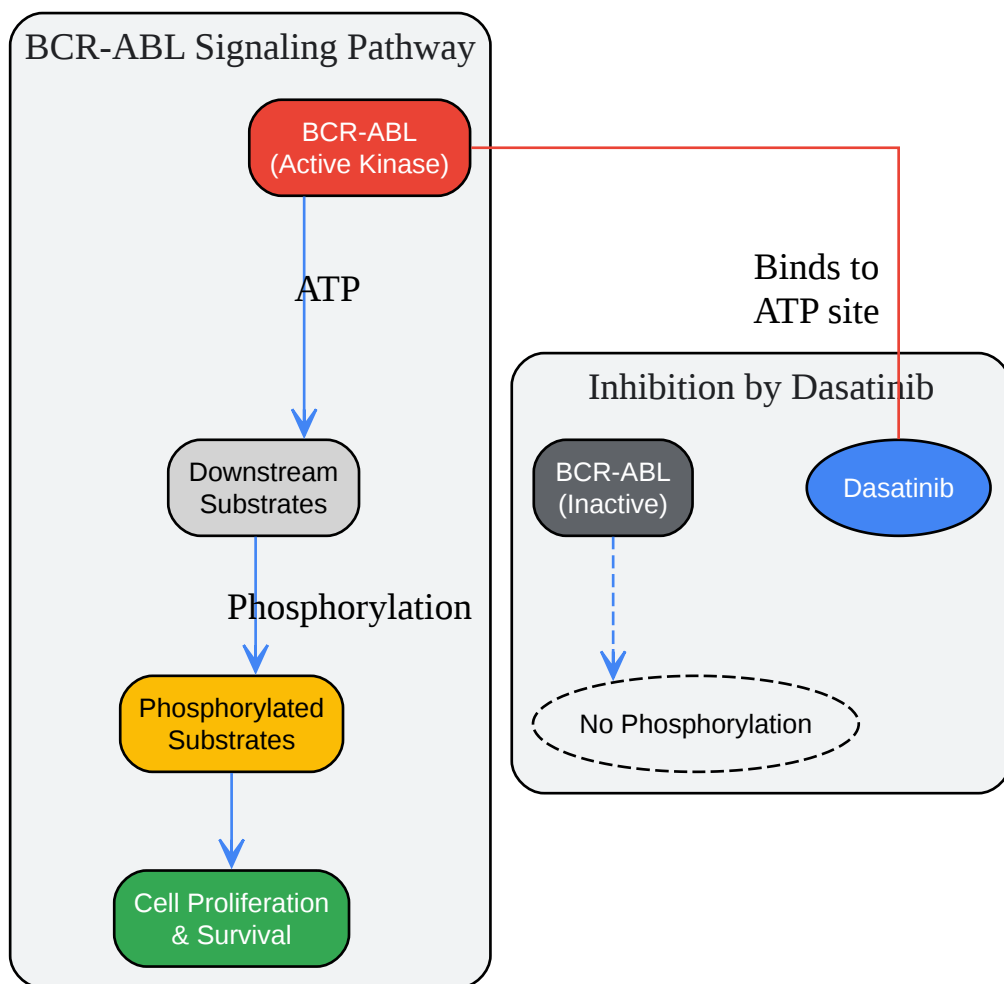 BCR-ABL Signaling Pathway
BCR-ABL
(Active Kinase)
ATP
Downstream
Substrates
Phosphorylation
Phosphorylated
Substrates
Cell Proliferation
& Survival
Binds to
ATP site
Inhibition by Dasatinib
BCR-ABL
(Inactive)
Dasatinib
No Phosphorylation